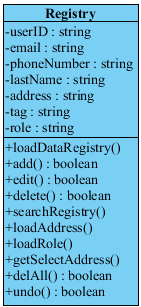 Registry
-userID : string
-email : string
-phoneNumber : string
-lastName : string
-address : string
-tag : string
-role : string
+loadDataRegistry()
+add() : boolean
+edit() : boolean
+delete() : boolean
+searchRegistry()
+loadAddress()
+loadRole()
+getSelectAddress()
+delAll() : boolean
+undo() : boolean